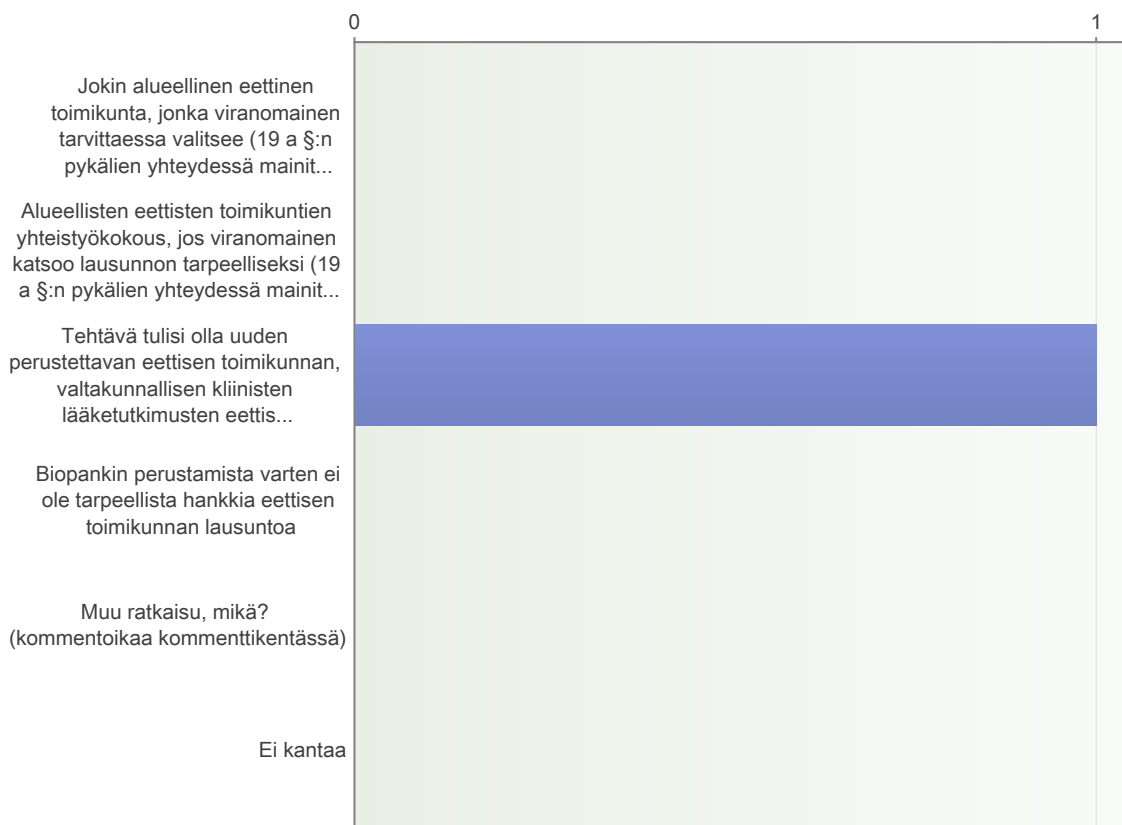 0
1
Jokin alueellinen eettinen
toimikunta, jonka viranomainen
tarvittaessa valitsee (19 a §:n
pykälien yhteydessä mainit...
Alueellisten eettisten toimikuntien
yhteistyökokous, jos viranomainen
katsoo lausunnon tarpeelliseksi (19
a §:n pykälien yhteydessä mainit...
Tehtävä tulisi olla uuden
perustettavan eettisen toimikunnan,
valtakunnallisen kliinisten
lääketutkimusten eettis...
Biopankin perustamista varten ei
ole tarpeellista hankkia eettisen
toimikunnan lausuntoa
Muu ratkaisu, mikä?
(kommentoikaa kommenttikentässä)
Ei kantaa